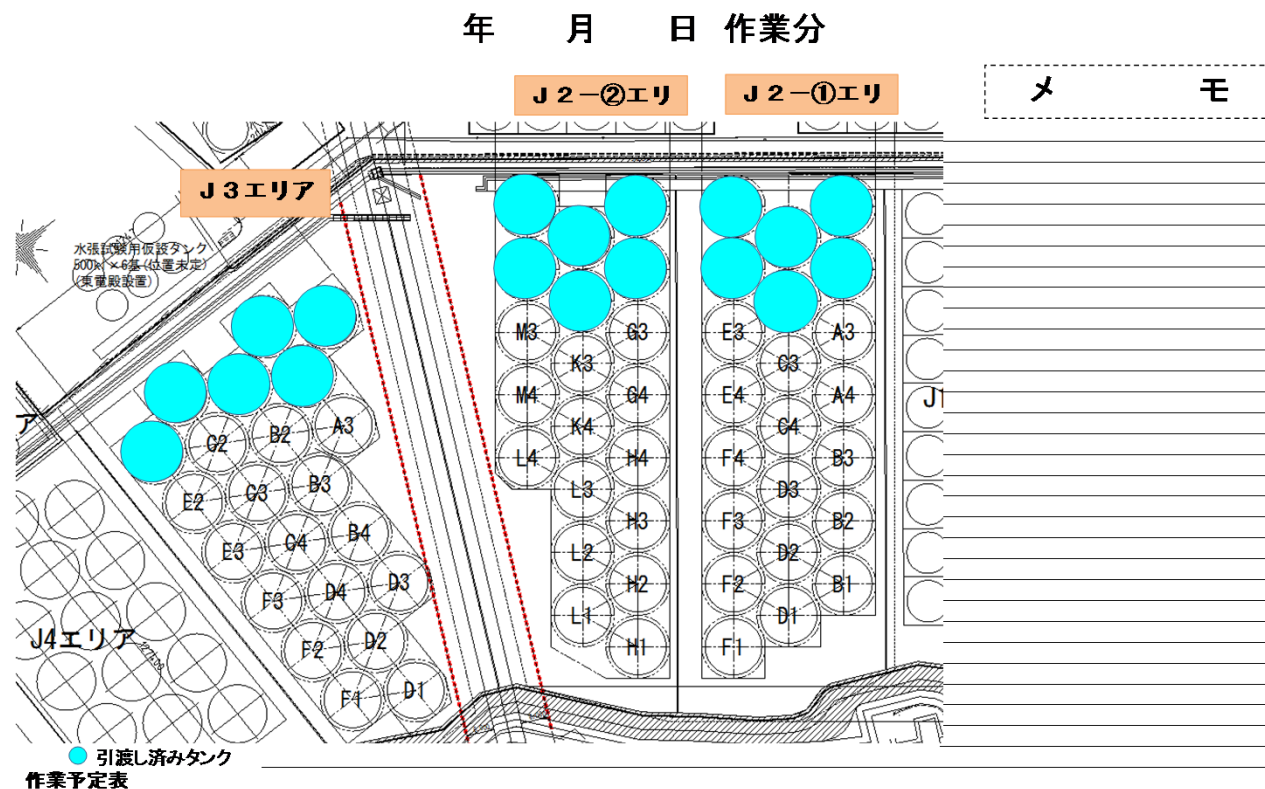 年 月 日 作業分
J2-②エリ
J2-①エリ
メ モ
J3エリア
水張試験用仮設タンク
500kl×6基(位置未定)
(東電殿設置)
M3
G3
E3
A3
K3
C3
M4
G4
E4
A4
J1
K4
C4
ア
C2
B2
A3
L4
H4
F4
B3
E2
C3
B3
L3
D3
E3
C4
B4
H3
F3
B2
L2
D2
F3
D4
D3
H2
F2
B1
L1
D1
J4エリア
F2
D2
H1
F1
F1
D1
引渡し済みタンク
作業予定表